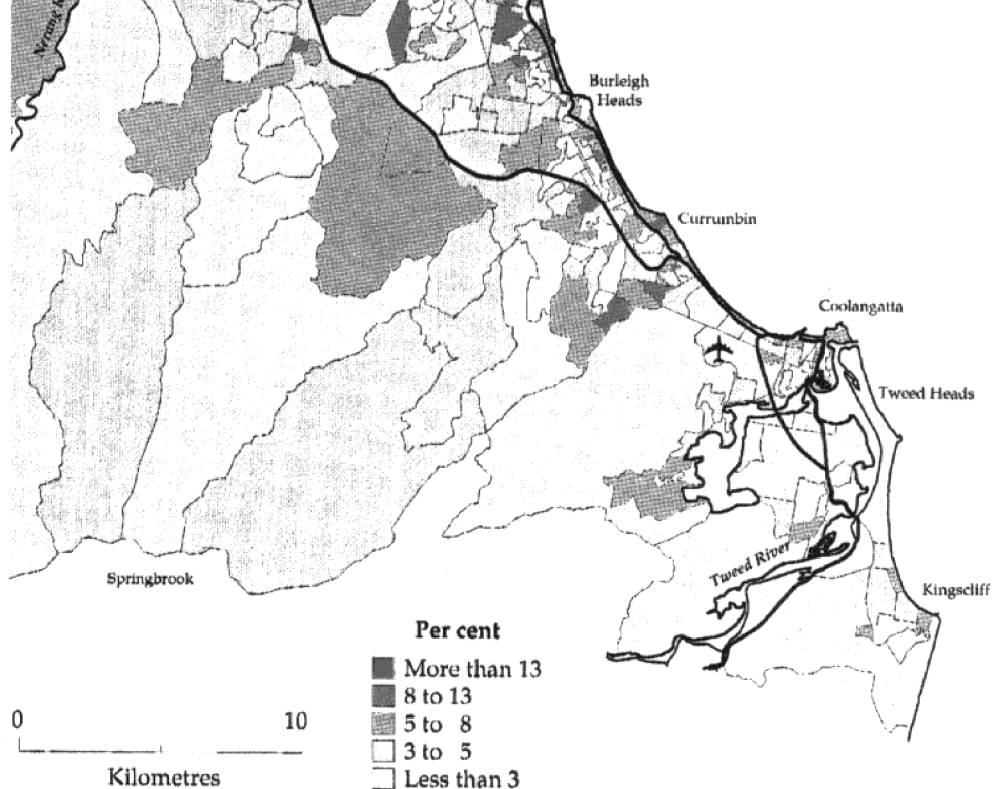 Nerang
Burleigh
Heads
Currumbin
Coolangatta
Tweed Heads
Tweed River
Springbrook
Kingscliff
Per cent
More than 13
8 to 13
5 to 8
3 to 5
Less than 3
0 10
Kilometres